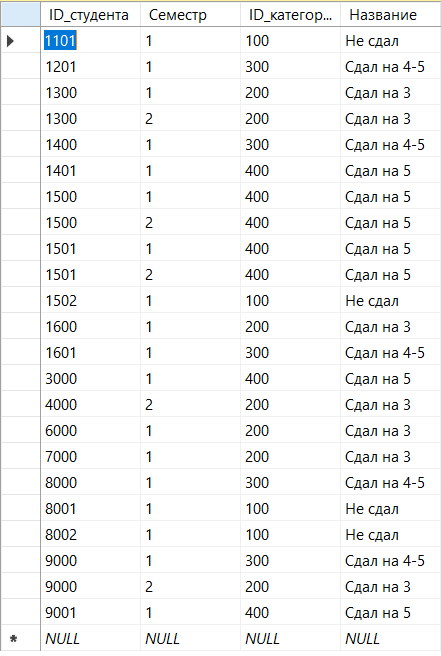 ID_студента Семестр ID_категор... Название
1101 1 100 Не сдал
1201 1 300 Сдал на 4-5
1300 1 200 Сдал на 3
1300 2 200 Сдал на 3
1400 1 300 Сдал на 4-5
1401 1 400 Сдал на 5
1500 1 400 Сдал на 5
1500 2 400 Сдал на 5
1501 1 400 Сдал на 5
1501 2 400 Сдал на 5
1502 1 100 Не сдал
1600 1 200 Сдал на 3
1601 1 300 Сдал на 4-5
3000 1 400 Сдал на 5
4000 2 200 Сдал на 3
6000 1 200 Сдал на 3
7000 1 200 Сдал на 3
8000 1 300 Сдал на 4-5
8001 1 100 Не сдал
8002 1 100 Не сдал
9000 1 300 Сдал на 4-5
9000 2 200 Сдал на 3
9001 1 400 Сдал на 5
* NULL NULL NULL NULL